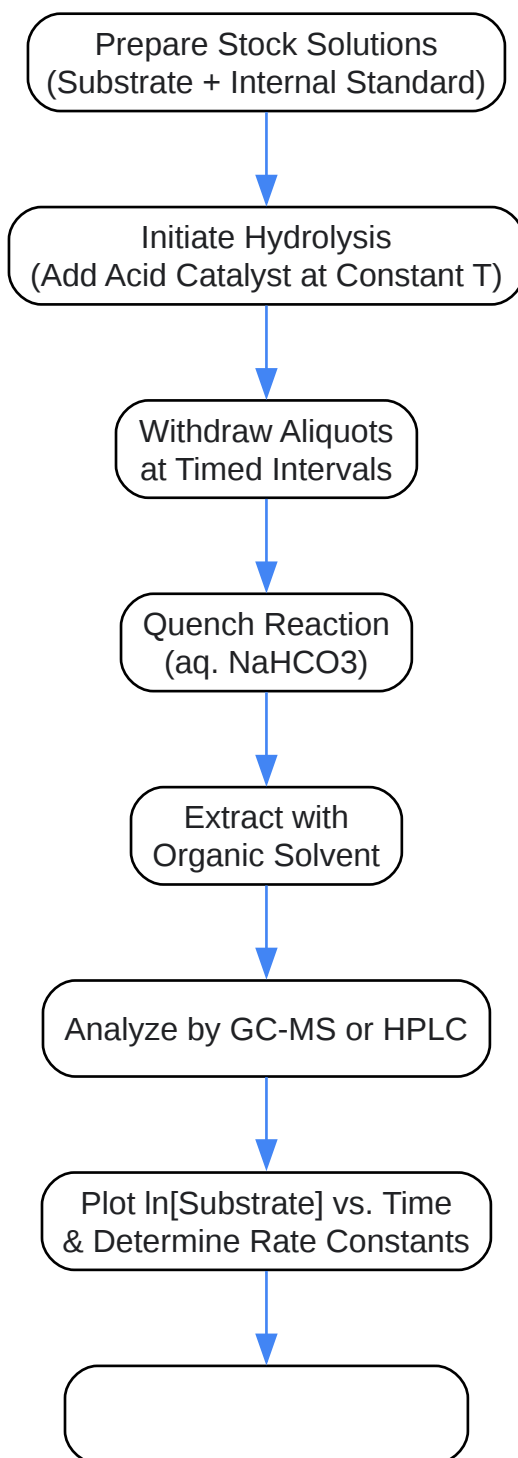 Prepare Stock Solutions
(Substrate + Internal Standard)
Initiate Hydrolysis
(Add Acid Catalyst at Constant T)
Withdraw Aliquots
at Timed Intervals
Quench Reaction
(aq. NaHCO3)
Extract with
Organic Solvent
Analyze by GC-MS or HPLC
Plot ln[Substrate] vs. Time
& Determine Rate Constants